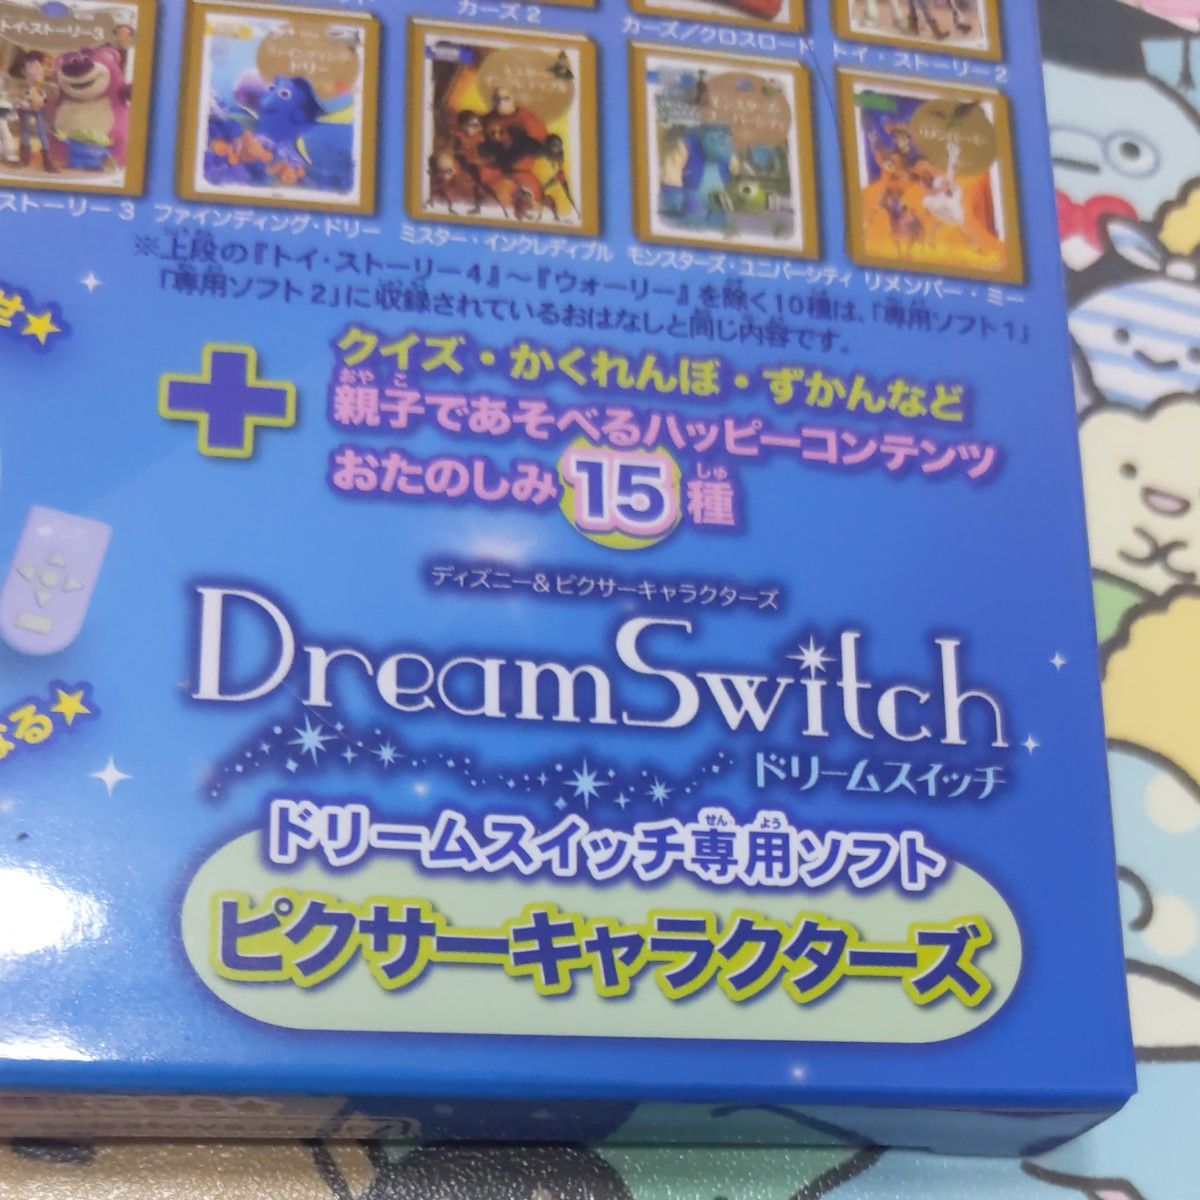 カーズ2
カーズ／クロスロード
トイ・ストーリー2
トイ・ストーリー3
ストーリー3
ファインディング・ドリー
ミスター・インクレディブル
モンスターズ・ユニバーシティ
リメンバー・ミー
※上段の『トイ・ストーリー4』～『ウォーリー』を除く10種は、「専用ソフト1」
「専用ソフト2」に収録されているおはなしと同じ内容です。
せ★
クイズ・かくれんぼ・ずかんなど
親子であそべるハッピーコンテンツ
おたのしみ15種
なる★
ディズニー＆ピクサーキャラクターズ
DreamSwitch
ドリームスイッチ
ドリームスイッチ専用ソフト
ピクサーキャラクターズ